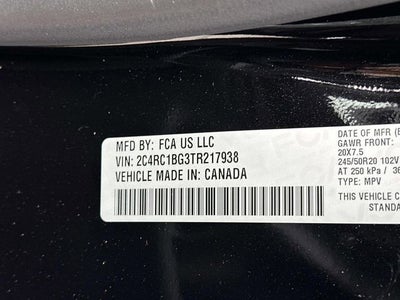 MFD BY: FCA US LLC
VIN: 2C4RC1BG3TR217938
VEHICLE MADE IN: CANADA
DATE OF MFR
GAWR FRONT:
20X7.5
245/50R20 102V
AT 250 kPa / 36
TYPE: MPV
THIS VEHICLE
STANDA